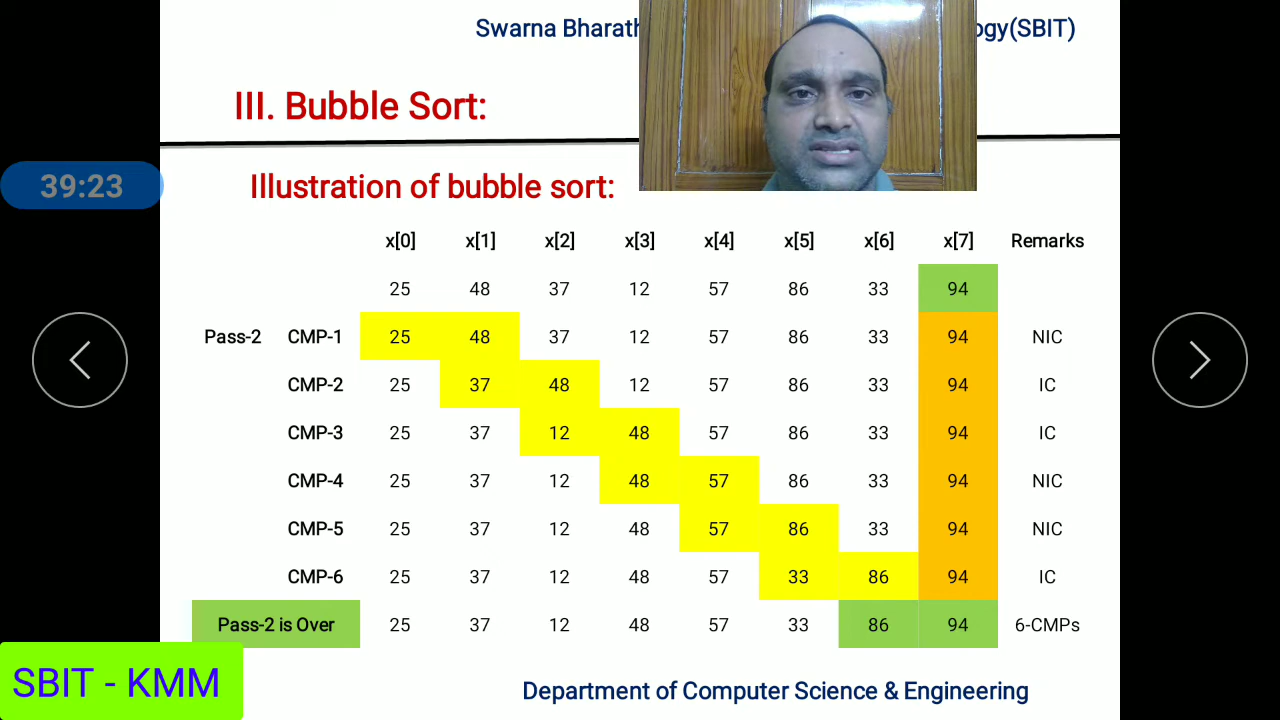 Swarna Bharath ogy(SBIT)
III. Bubble Sort:
39:23
Illustration of bubble sort:
x[0] x[1] x[2] x[3] x[4] x[5] x[6] x[7] Remarks
25 48 37 12 57 86 33 94
Pass-2 CMP-1 25 48 37 12 57 86 33 94 NIC
CMP-2 25 37 48 12 57 86 33 94 IC
CMP-3 25 37 12 48 57 86 33 94 IC
CMP-4 25 37 12 48 57 86 33 94 NIC
CMP-5 25 37 12 48 57 86 33 94 NIC
CMP-6 25 37 12 48 57 33 86 94 IC
Pass-2 is Over 25 37 12 48 57 33 86 94 6-CMPs
SBIT - KMM
Department of Computer Science & Engineering